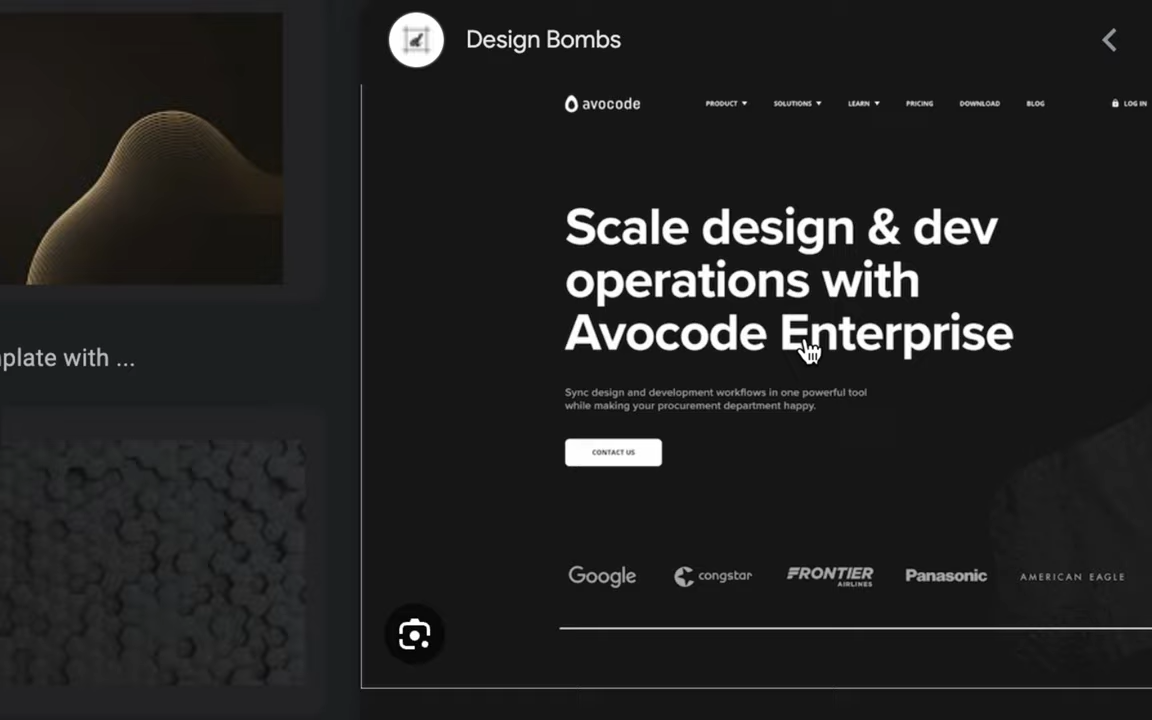 Design Bombs
avocode
PRODUCT SOLUTIONS LEARN PRICING DOWNLOAD BLOG LOG IN
Scale design & dev
operations with
Avocode Enterprise
plate with ...
Sync design and development workflows in one powerful tool
while making your procurement department happy.
CONTACT US
Google congstar FRONTIER AIRLINES Panasonic AMERICAN EAGLE